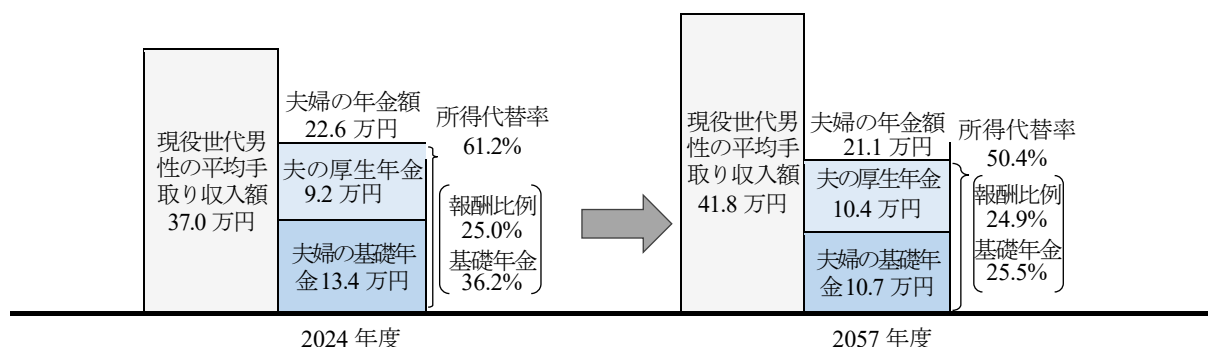 現役世代男
性の平均手
取り収入額
37.0 万円
夫婦の年金額
22.6 万円
夫の厚生年金
9.2 万円
夫婦の基礎年
金13.4 万円
所得代替率
61.2%
報酬比例
25.0%
基礎年金
36.2%
2024 年度
現役世代男
性の平均手
取り収入額
41.8 万円
夫婦の年金額
21.1 万円
夫の厚生年金
10.4 万円
夫婦の基礎年
金10.7 万円
所得代替率
50.4%
報酬比例
24.9%
基礎年金
25.5%
2057 年度